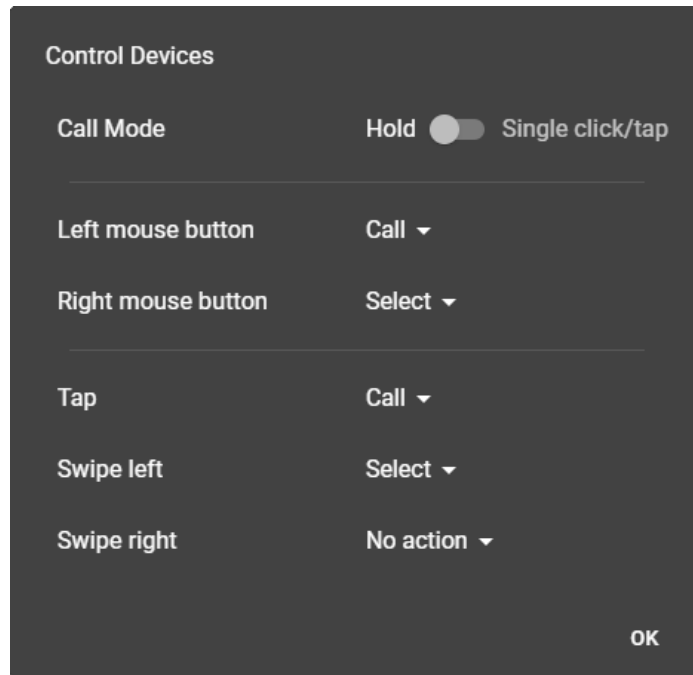 Control Devices
Call Mode Hold Single click/tap
Left mouse button Call
Right mouse button Select
Tap Call
Swipe left Select
Swipe right No action
OK